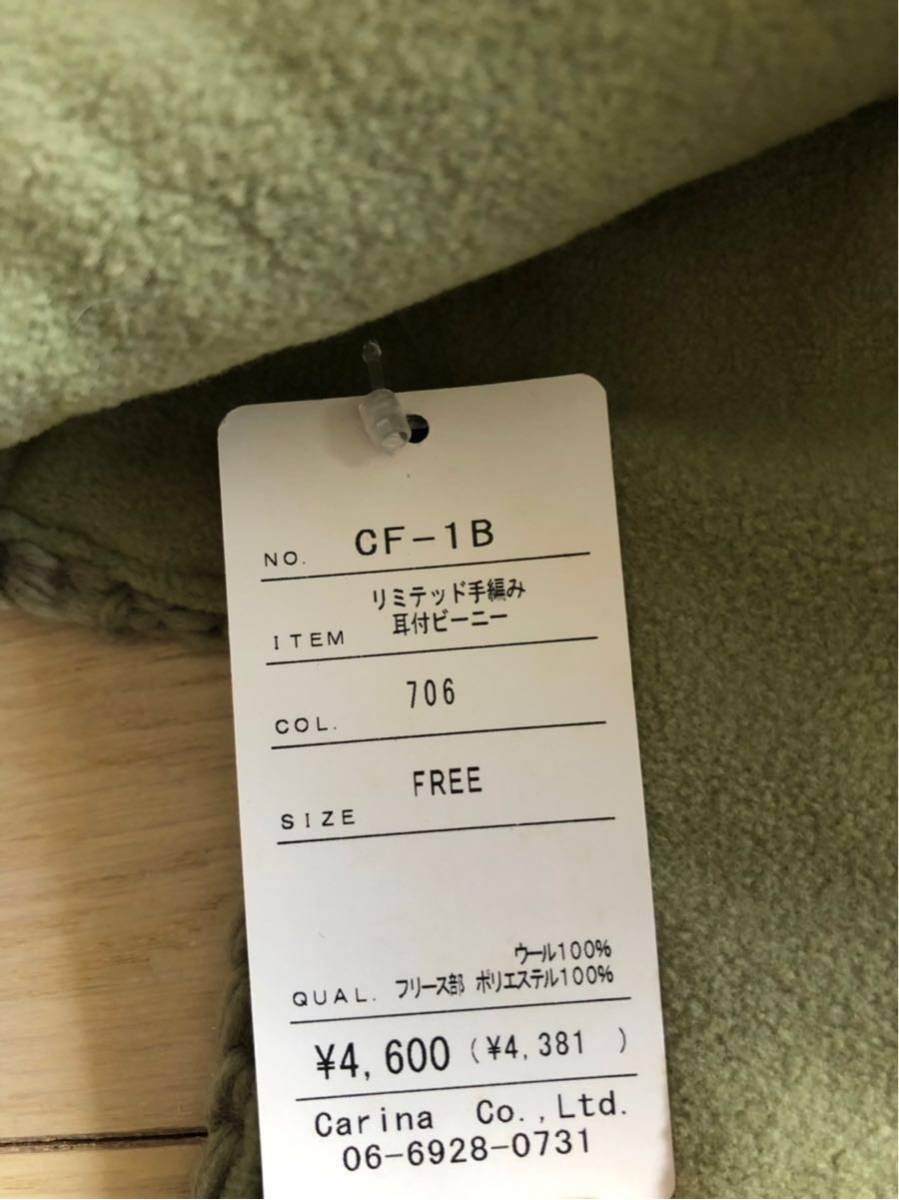 NO. CF-1B
リミテッド手編み
ITEM 耳付ビーニー
COL. 706
SIZE FREE
ウール100%
QUAL. フリース部 ポリエステル100%
¥4,600 (¥4,381 )
Carina Co.,Ltd.
06-6928-0731